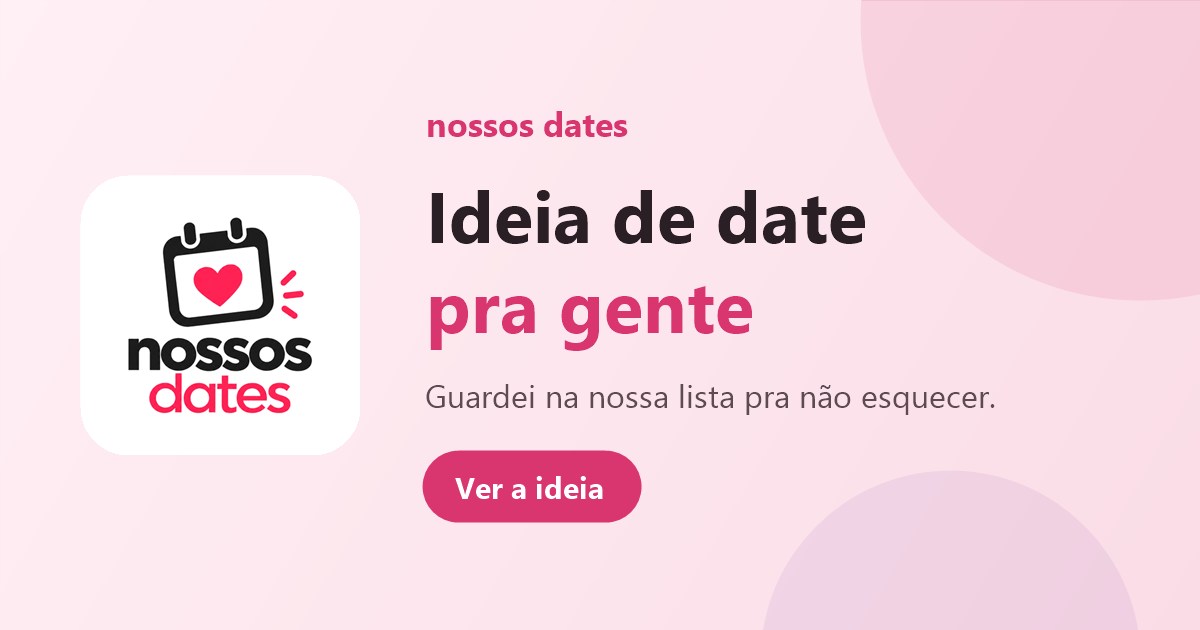 nossos dates
Ideia de date
pra gente
Guardei na nossa lista pra não esquecer.
Ver a ideia
nossos
dates